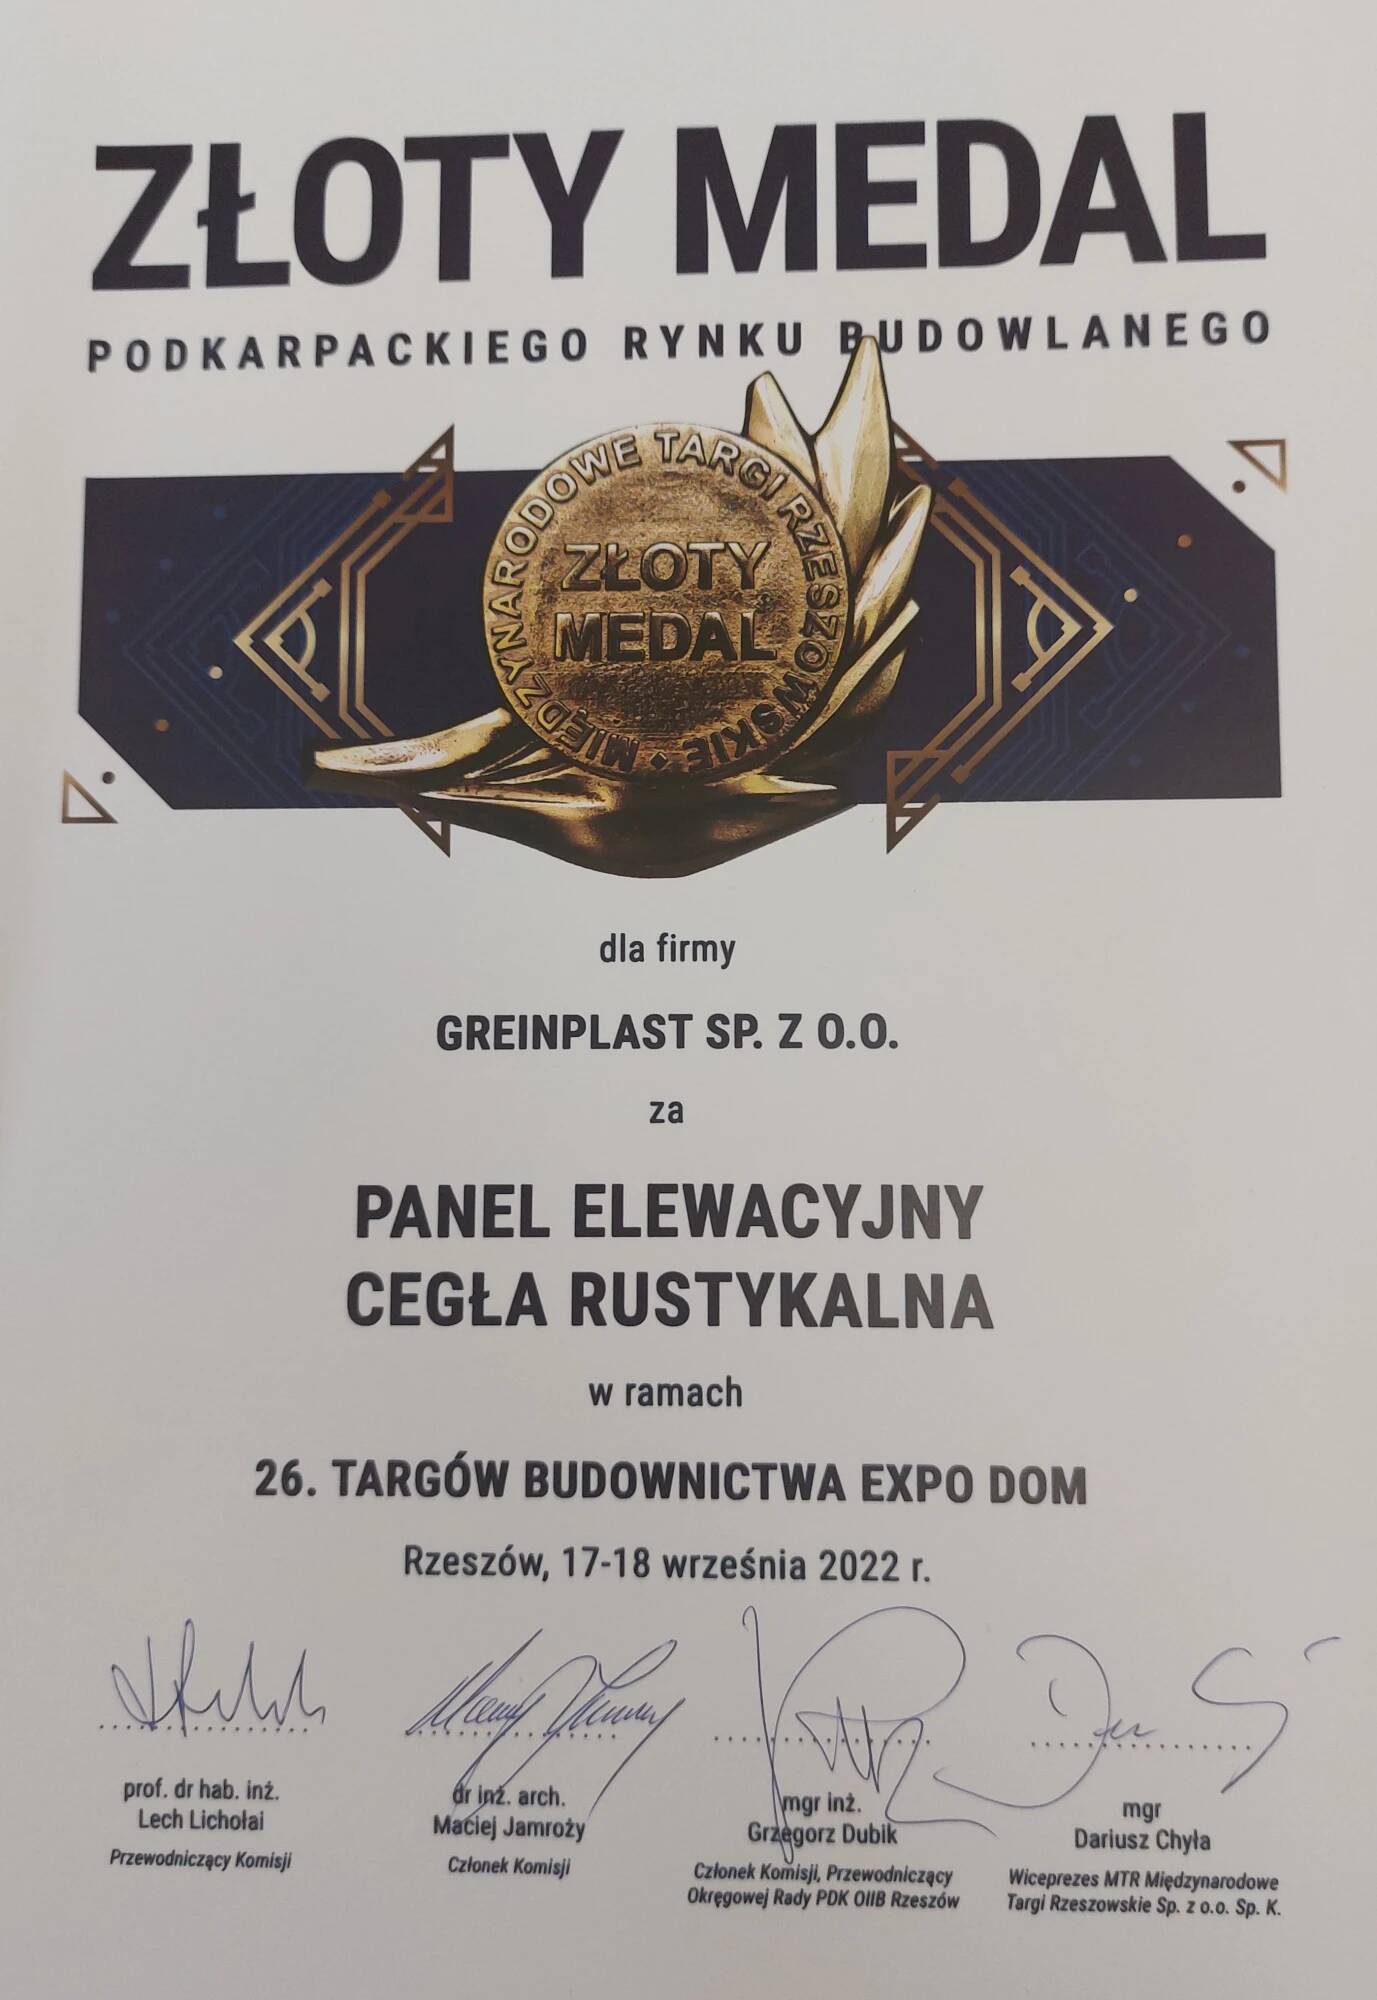 ZŁOTY MEDAL
PODKARPACKIEGO RYNKU BUDOWLANEGO
MIĘDZYNARODOWE TARGI RZESZOWSKIE
ZŁOTY
MEDAL
dla firmy
GREINPLAST SP. Z O.O.
za
PANEL ELEWACYJNY
CEGŁA RUSTYKALNA
w ramach
26. TARGÓW BUDOWNICTWA EXPO DOM
Rzeszów, 17-18 września 2022 r.
prof. dr hab. inż.
Lech Lichołai
Przewodniczący Komisji
dr inż. arch.
Maciej Jamroży
Członek Komisji
mgr inż.
Grzegorz Dubik
Członek Komisji, Przewodniczący
Okręgowej Rady PDK OIIB Rzeszów
mgr
Dariusz Chyła
Wiceprezes MTR Międzynarodowe
Targi Rzeszowskie Sp. z o.o. Sp. K.